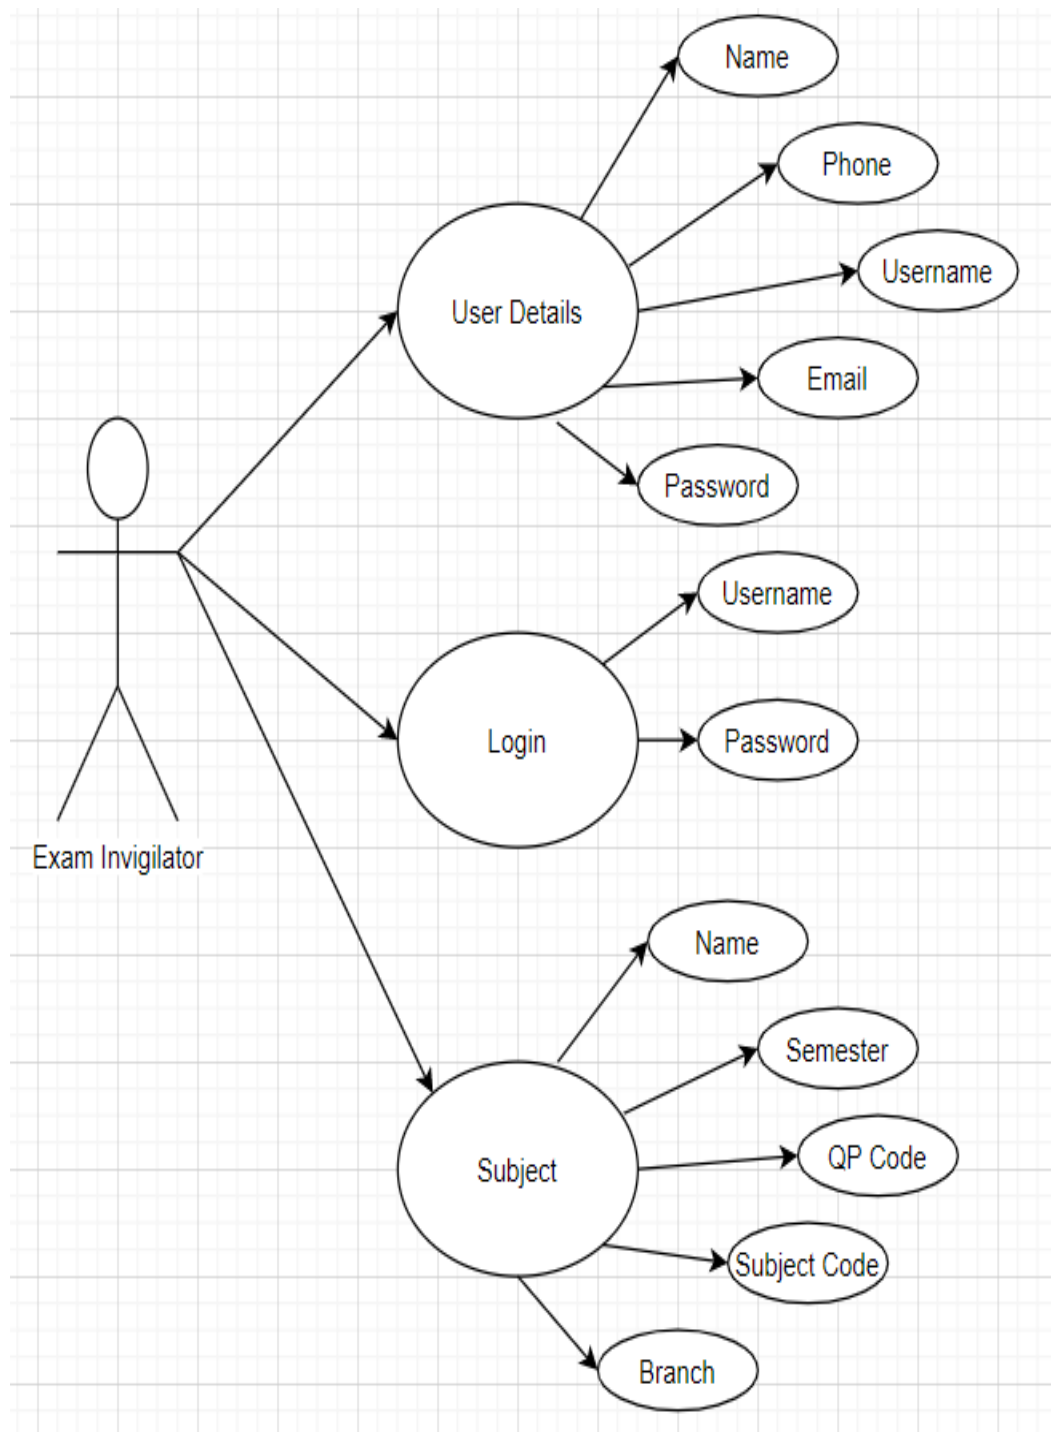 Name
Phone
Username
User Details
Email
Password
Username
Login
Password
Exam Invigilator
Name
Semester
QP Code
Subject
Subject Code
Branch